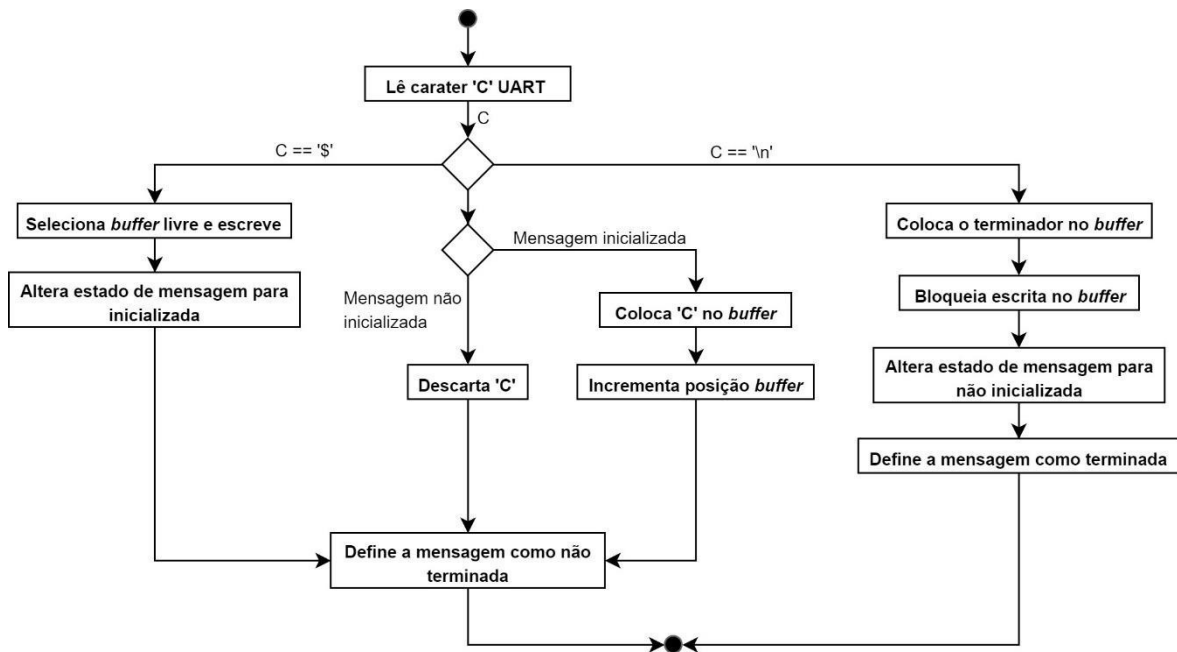 Lê carater 'C' UART
C
C == '$'
C == '\n'
Seleciona buffer livre e escreve
Coloca o terminador no buffer
Mensagem inicializada
Altera estado de mensagem para
inicializada
Bloqueia escrita no buffer
Mensagem não
inicializada
Coloca 'C' no buffer
Descarta 'C'
Incrementa posição buffer
Altera estado de mensagem para
não inicializada
Define a mensagem como terminada
Define a mensagem como não
terminada